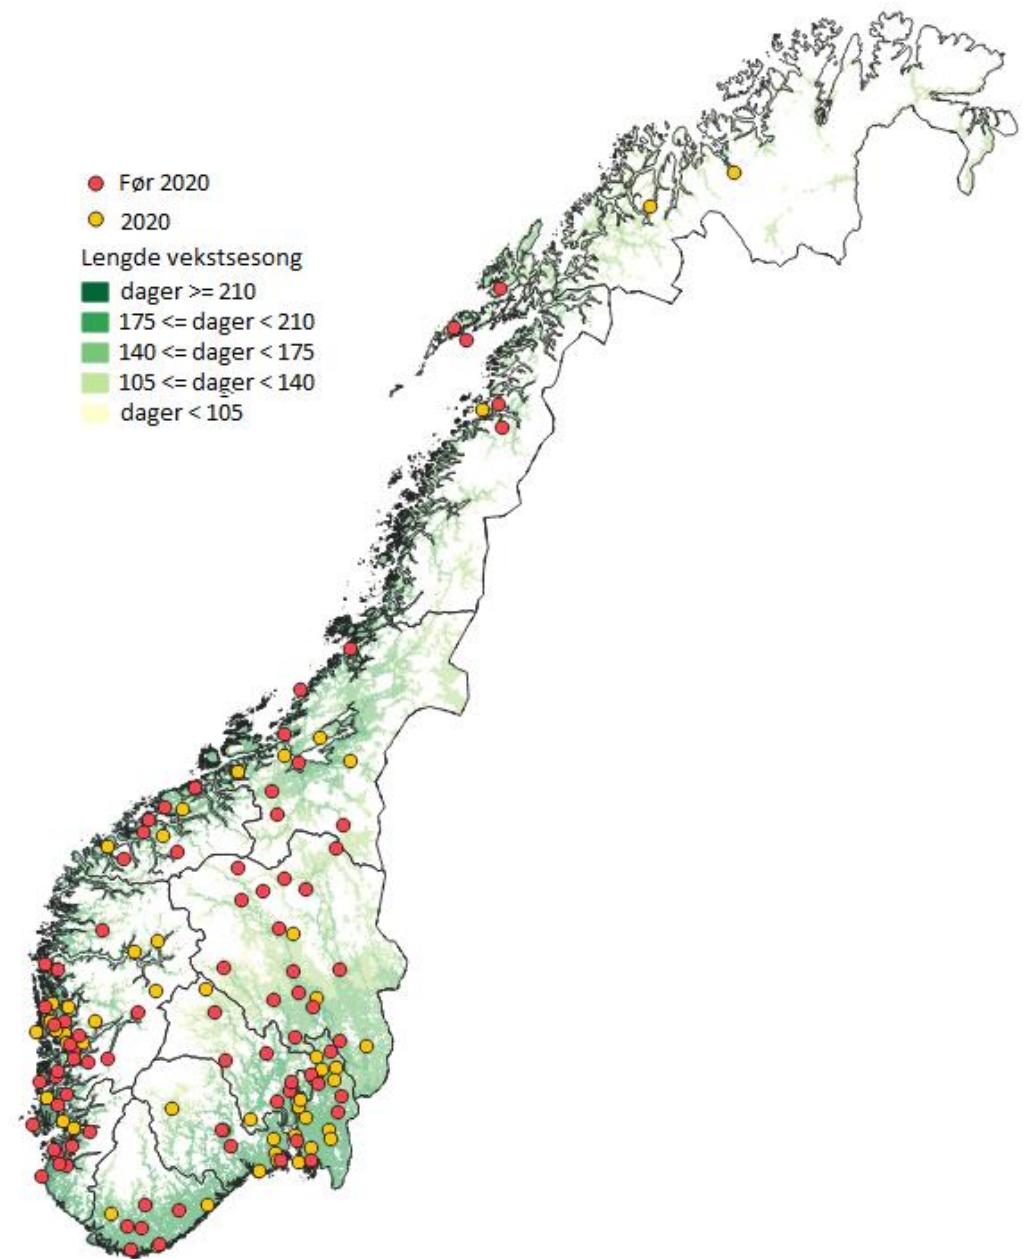 Før 2020
2020
Lengde vekstsesong
dager >= 210
175 <= dager < 210
140 <= dager < 175
105 <= dager < 140
dager < 105